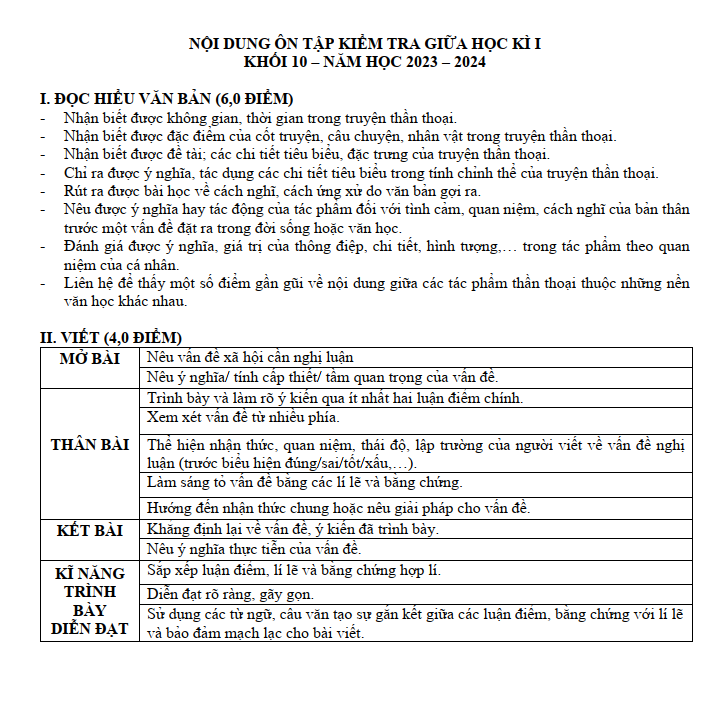 NỘI DUNG ÔN TẬP KIỂM TRA GIỮA HỌC KÌ I
KHỐI 10 – NĂM HỌC 2023 – 2024
I. ĐỌC HIỂU VĂN BẢN (6,0 ĐIỂM)
- Nhận biết được không gian, thời gian trong truyện thần thoại.
- Nhận biết được đặc điểm của cốt truyện, câu chuyện, nhân vật trong truyện thần thoại.
- Nhận biết được đề tài; các chi tiết tiêu biểu, đặc trưng của truyện thần thoại.
- Chỉ ra được ý nghĩa, tác dụng các chi tiết tiêu biểu trong tính chỉnh thể của truyện thần thoại.
- Rút ra được bài học về cách nghĩ, cách ứng xử do văn bản gợi ra.
- Nêu được ý nghĩa hay tác động của tác phẩm đối với tình cảm, quan niệm, cách nghĩ của bản thân
trước một vấn đề đặt ra trong đời sống hoặc văn học.
- Đánh giá được ý nghĩa, giá trị của thông điệp, chi tiết, hình tượng,… trong tác phẩm theo quan
niệm của cá nhân.
- Liên hệ để thấy một số điểm gần gũi về nội dung giữa các tác phẩm thần thoại thuộc những nền
văn học khác nhau.
II. VIẾT (4,0 ĐIỂM)
MỞ BÀI
Nêu vấn đề xã hội cần nghị luận
Nêu ý nghĩa/ tính cấp thiết/ tầm quan trọng của vấn đề.
THÂN BÀI
Trình bày và làm rõ ý kiến qua ít nhất hai luận điểm chính.
Xem xét vấn đề từ nhiều phía.
Thể hiện nhận thức, quan niệm, thái độ, lập trường của người viết về vấn đề nghị
luận (trước biểu hiện đúng/sai/tốt/xấu,…).
Làm sáng tỏ vấn đề bằng các lí lẽ và bằng chứng.
Hướng đến nhận thức chung hoặc nêu giải pháp cho vấn đề.
KẾT BÀI
Khẳng định lại về vấn đề, ý kiến đã trình bày.
Nêu ý nghĩa thực tiễn của vấn đề.
KĨ NĂNG
TRÌNH
BÀY
DIỄN ĐẠT
Sắp xếp luận điểm, lí lẽ và bằng chứng hợp lí.
Diễn đạt rõ ràng, gãy gọn.
Sử dụng các từ ngữ, câu văn tạo sự gắn kết giữa các luận điểm, bằng chứng với lí lẽ
và bảo đảm mạch lạc cho bài viết.